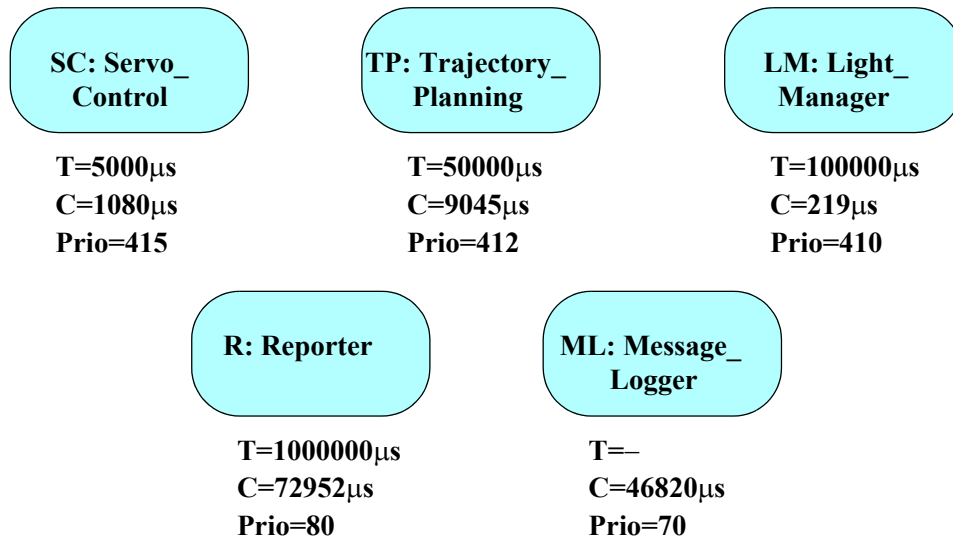 SC: Servo_
Control
TP: Trajectory_
Planning
LM: Light_
Manager
T=5000μs
C=1080μs
Prio=415
T=50000μs
C=9045μs
Prio=412
T=100000μs
C=219μs
Prio=410
R: Reporter
ML: Message_
Logger
T=1000000μs
C=72952μs
Prio=80
T=–
C=46820μs
Prio=70